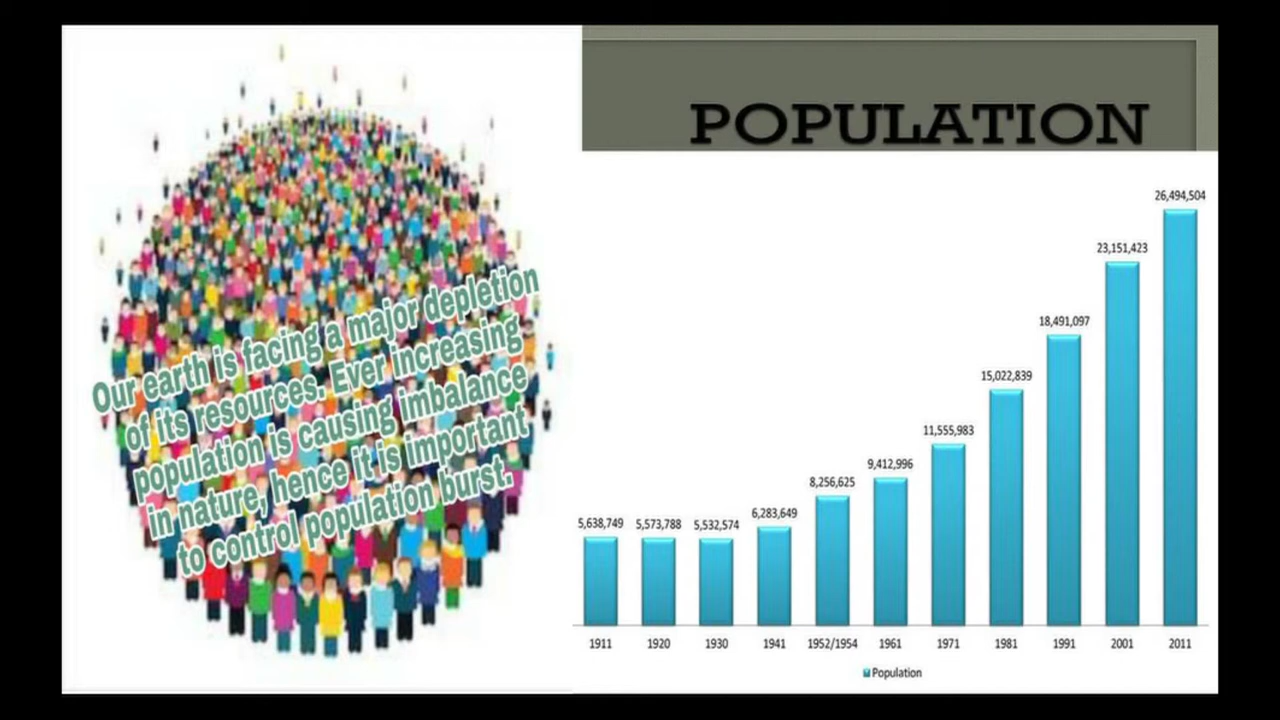 Our earth is facing a major depletion
of its resources. Ever increasing
population is causing imbalance
in nature, hence it is important
to control population burst.
POPULATION
5,638,749
5,573,788
5,532,574
6,283,649
8,256,625
9,412,996
11,555,983
15,022,839
18,491,097
23,151,423
26,494,504
1911 1920 1930 1941 1952/1954 1961 1971 1981 1991 2001 2011
Population